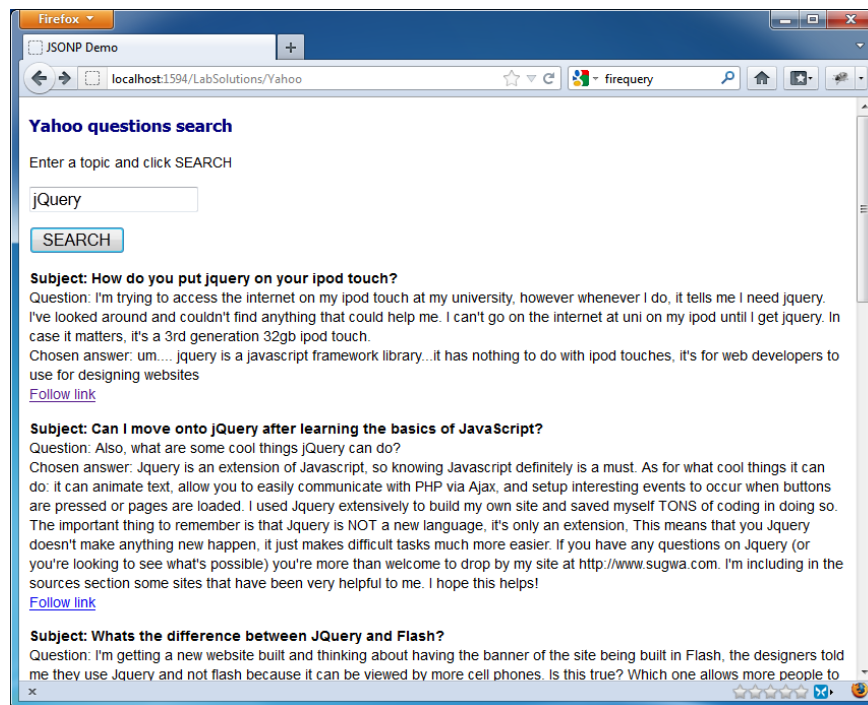 Firefox
JSONP Demo
localhost:1594/LabSolutions/Yahoo
firequery
Yahoo questions search
Enter a topic and click SEARCH
jQuery
SEARCH
Subject: How do you put jquery on your ipod touch?
Question: I'm trying to access the internet on my ipod touch at my university, however whenever I do, it tells me I need jquery.
I've looked around and couldn't find anything that could help me. I can't go on the internet at uni on my ipod until I get jquery. In
case it matters, it's a 3rd generation 32gb ipod touch.
Chosen answer: um.... jquery is a javascript framework library...it has nothing to do with ipod touches, it's for web developers to
use for designing websites
Follow link
Subject: Can I move onto jQuery after learning the basics of JavaScript?
Question: Also, what are some cool things jQuery can do?
Chosen answer: Jquery is an extension of Javascript, so knowing Javascript definitely is a must. As for what cool things it can
do: it can animate text, allow you to easily communicate with PHP via Ajax, and setup interesting events to occur when buttons
are pressed or pages are loaded. I used Jquery extensively to build my own site and saved myself TONS of coding in doing so.
The important thing to remember is that Jquery is NOT a new language, it's only an extension, This means that you Jquery
doesn't make anything new happen, it just makes difficult tasks much more easier. If you have any questions on Jquery (or
you're looking to see what's possible) you're more than welcome to drop by my site at http://www.sugwa.com. I'm including in the
sources section some sites that have been very helpful to me. I hope this helps!
Follow link
Subject: Whats the difference between JQuery and Flash?
Question: I'm getting a new website built and thinking about having the banner of the site being built in Flash, the designers told
me they use Jquery and not flash because it can be viewed by more cell phones. Is this true? Which one allows more people to